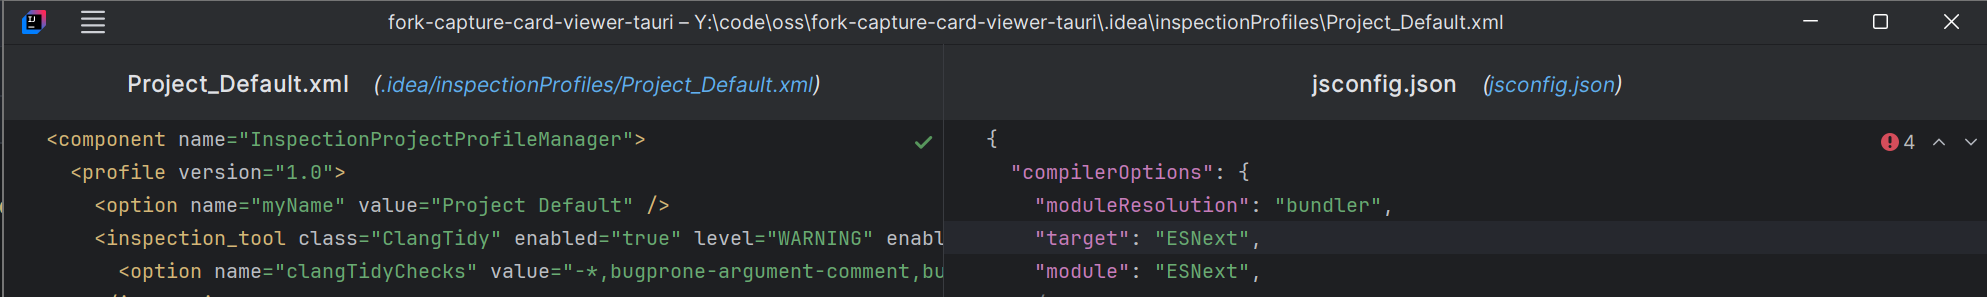 fork-capture-card-viewer-tauri – Y:\code\oss\fork-capture-card-viewer-tauri\.idea\inspectionProfiles\Project_Default.xml
Project_Default.xml (.idea/inspectionProfiles/Project_Default.xml)
<component name="InspectionProjectProfileManager">
<profile version="1.0">
<option name="myName" value="Project Default" />
<inspection_tool class="ClangTidy" enabled="true" level="WARNING" enabl
<option name="clangTidyChecks" value="-*,bugprone-argument-comment,bu
jsconfig.json (jsconfig.json)
{
4
"compilerOptions": {
"moduleResolution": "bundler",
"target": "ESNext",
"module": "ESNext",